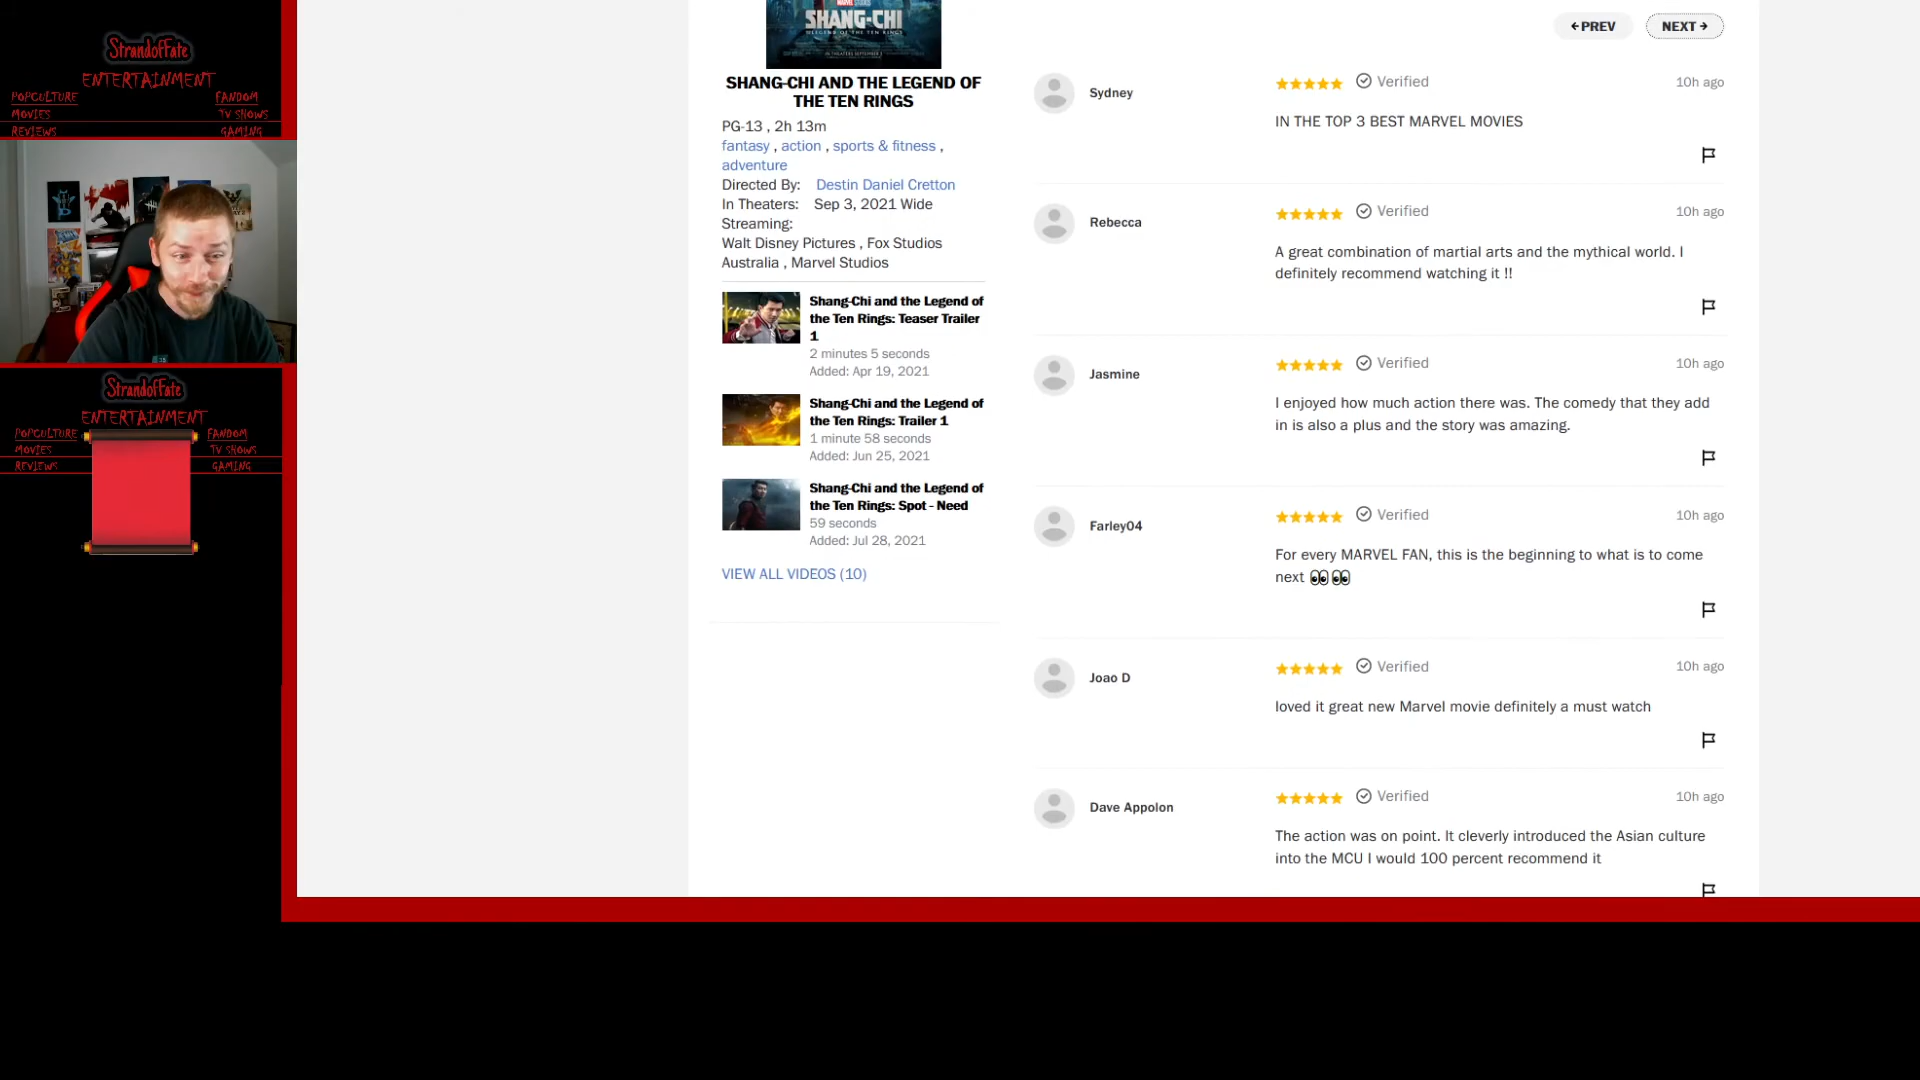 StrandofFate
ENTERTAINMENT
POPCULTURE FANDOM
MOVIES TV SHOWS
REVIEWS GAMING
StrandofFate
ENTERTAINMENT
POPCULTURE FANDOM
MOVIES TV SHOWS
REVIEWS GAMING
SHANG-CHI
SHANG-CHI AND THE LEGEND OF
THE TEN RINGS
PG-13 , 2h 13m
fantasy , action , sports & fitness ,
adventure
Directed By: Destin Daniel Cretton
In Theaters: Sep 3, 2021 Wide
Streaming:
Walt Disney Pictures , Fox Studios
Australia , Marvel Studios
Shang-Chi and the Legend of
the Ten Rings: Teaser Trailer
1
2 minutes 5 seconds
Added: Apr 19, 2021
Shang-Chi and the Legend of
the Ten Rings: Trailer 1
1 minute 58 seconds
Added: Jun 25, 2021
Shang-Chi and the Legend of
the Ten Rings: Spot - Need
59 seconds
Added: Jul 28, 2021
VIEW ALL VIDEOS (10)
PREV NEXT
Sydney Verified 10h ago
IN THE TOP 3 BEST MARVEL MOVIES
Rebecca Verified 10h ago
A great combination of martial arts and the mythical world. I
definitely recommend watching it !!
Jasmine Verified 10h ago
I enjoyed how much action there was. The comedy that they add
in is also a plus and the story was amazing.
Farley04 Verified 10h ago
For every MARVEL FAN, this is the beginning to what is to come
next 👀👀
Joao D Verified 10h ago
loved it great new Marvel movie definitely a must watch
Dave Appolon Verified 10h ago
The action was on point. It cleverly introduced the Asian culture
into the MCU I would 100 percent recommend it